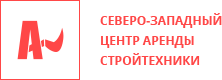 А
СЕВЕРО-ЗАПАДНЫЙ
ЦЕНТР АРЕНДЫ
СТРОЙТЕХНИКИ